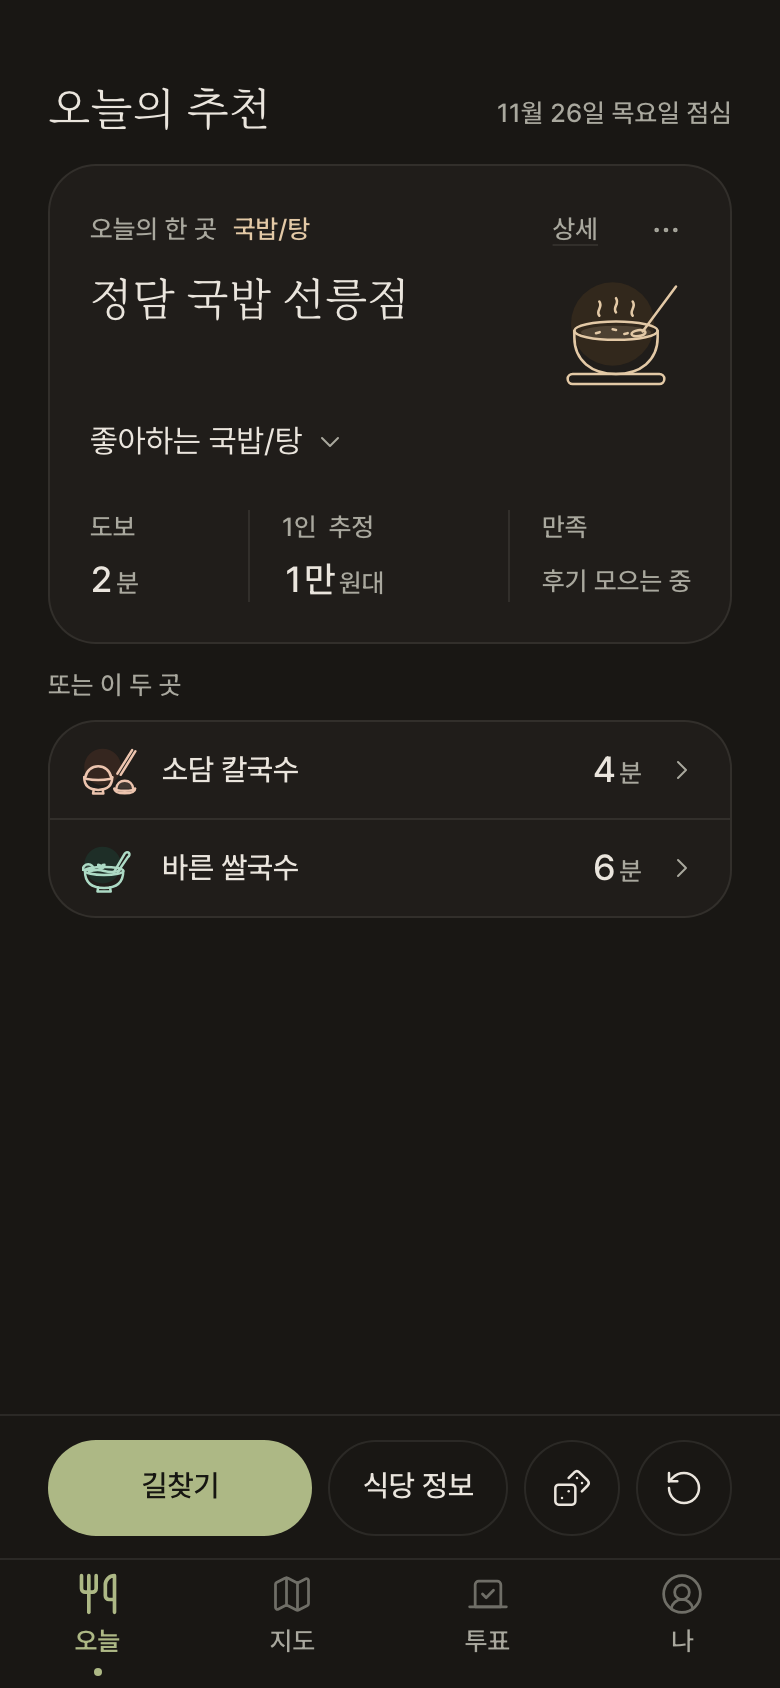 오늘의 추천
11월 26일 목요일 점심
오늘의 한 곳 국밥/탕
상세
정담 국밥 선릉점
좋아하는 국밥/탕
도보
1인 추정
만족
2분
1만원대
후기 모으는 중
또는 이 두 곳
소담 칼국수
4분
바른 쌀국수
6분
길찾기
식당 정보
오늘
지도
투표
나